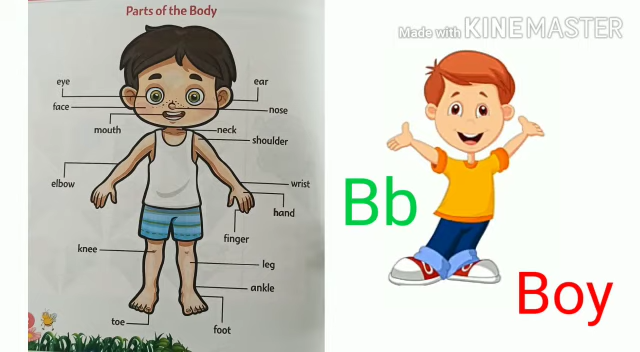 Parts of the Body
eye
ear
face
nose
mouth
neck
shoulder
elbow
wrist
hand
finger
knee
leg
ankle
toe
foot
Made with KINEMASTER
Bb
Boy